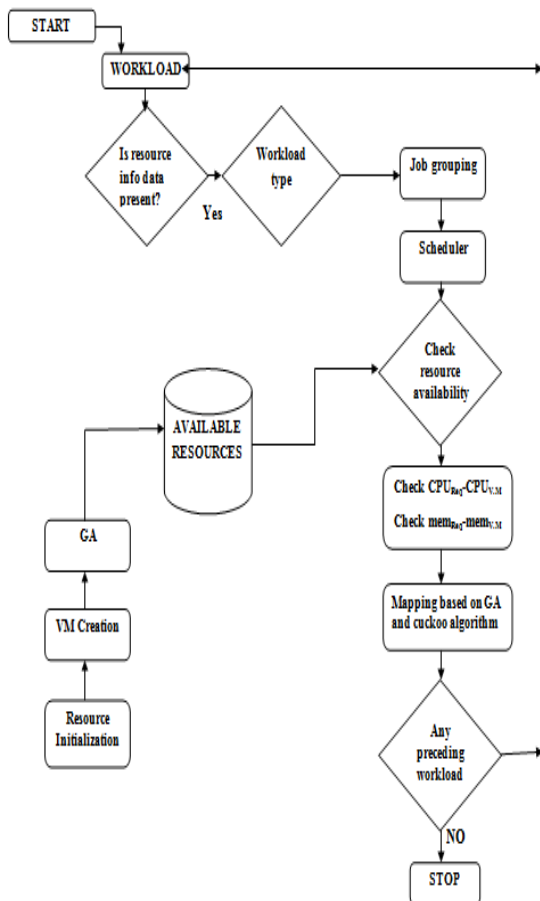 START
WORKLOAD
Is resource
info data
present?
Yes
Workload
type
Job grouping
Scheduler
Check
resource
availability
AVAILABLE
RESOURCES
Check CPUReq-CPUV.M
Check memReq-memV.M
GA
Mapping based on GA
and cuckoo algorithm
VM Creation
Resource
Initialization
Any
preceding
workload
NO
STOP